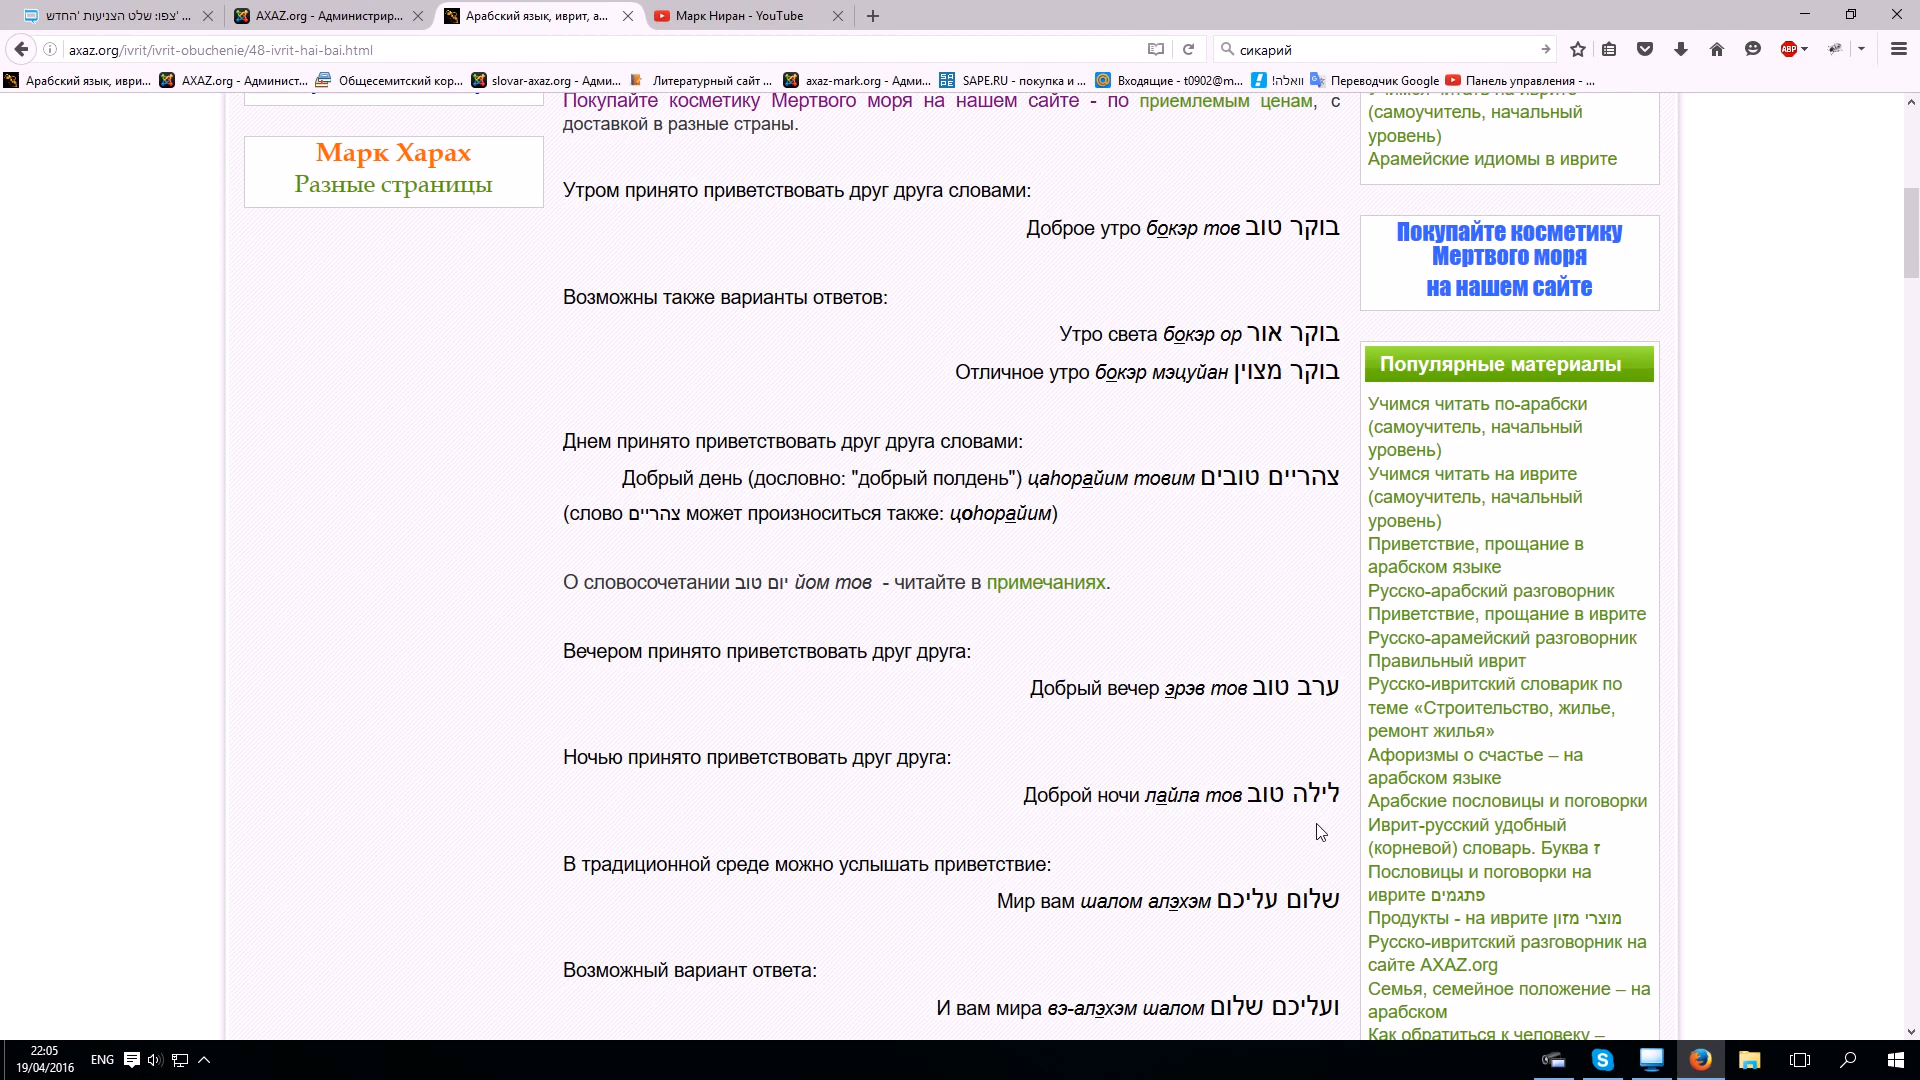 צפו: שלט הצניעות 'החדש' ...
AXAZ.org - Администрир...
Арабский язык, иврит, а...
Марк Ниран - YouTube
axaz.org/ivrit/ivrit-obuchenie/48-ivrit-hai-bai.html
сикарий
ABP
Арабский язык, иври...
AXAZ.org - Админист...
Общесемитский кор...
slovar-axaz.org - Адми...
Литературный сайт ...
axaz-mark.org - Адми...
SAPE.RU - покупка и ...
Входящие - t0902@m...
וואלה!
Переводчик Google
Панель управления - ...
Марк Харах
Разные страницы
Покупайте косметику Мертвого моря на нашем сайте - по приемлемым ценам, с
доставкой в разные страны.
Утром принято приветствовать друг друга словами:
Доброе утро бокэр тов בוקר טוב
Возможны также варианты ответов:
Утро света бокэр ор בוקר אור
Отличное утро бокэр мэцуйан בוקר מצוין
Днем принято приветствовать друг друга словами:
Добрый день (дословно: "добрый полдень") цаhорайим товим צהריים טובים
(слово צהריים может произноситься также: цоhорайим)
О словосочетании יום טוב йом тов - читайте в примечаниях.
Вечером принято приветствовать друг друга:
Добрый вечер эрэв тов ערב טוב
Ночью принято приветствовать друг друга:
Доброй ночи лайла тов לילה טוב
В традиционной среде можно услышать приветствие:
Мир вам шалом алэхэм שלום עליכם
Возможный вариант ответа:
И вам мира вэ-алэхэм шалом ועליכם שלום
Учимся читать на иврите
(самоучитель, начальный
уровень)
Арамейские идиомы в иврите
Покупайте косметику
Мертвого моря
на нашем сайте
Популярные материалы
Учимся читать по-арабски
(самоучитель, начальный
уровень)
Учимся читать на иврите
(самоучитель, начальный
уровень)
Приветствие, прощание в
арабском языке
Русско-арабский разговорник
Приветствие, прощание в иврите
Русско-арамейский разговорник
Правильный иврит
Русско-ивритский словарик по
теме «Строительство, жилье,
ремонт жилья»
Афоризмы о счастье – на
арабском языке
Арабские пословицы и поговорки
Иврит-русский удобный
(корневой) словарь. Буква ז
Пословицы и поговорки на
иврите פתגמים
Продукты - на иврите מוצרי מזון
Русско-ивритский разговорник на
сайте AXAZ.org
Семья, семейное положение – на
арабском
Как обратиться к человеку –
22:05
19/04/2016
ENG